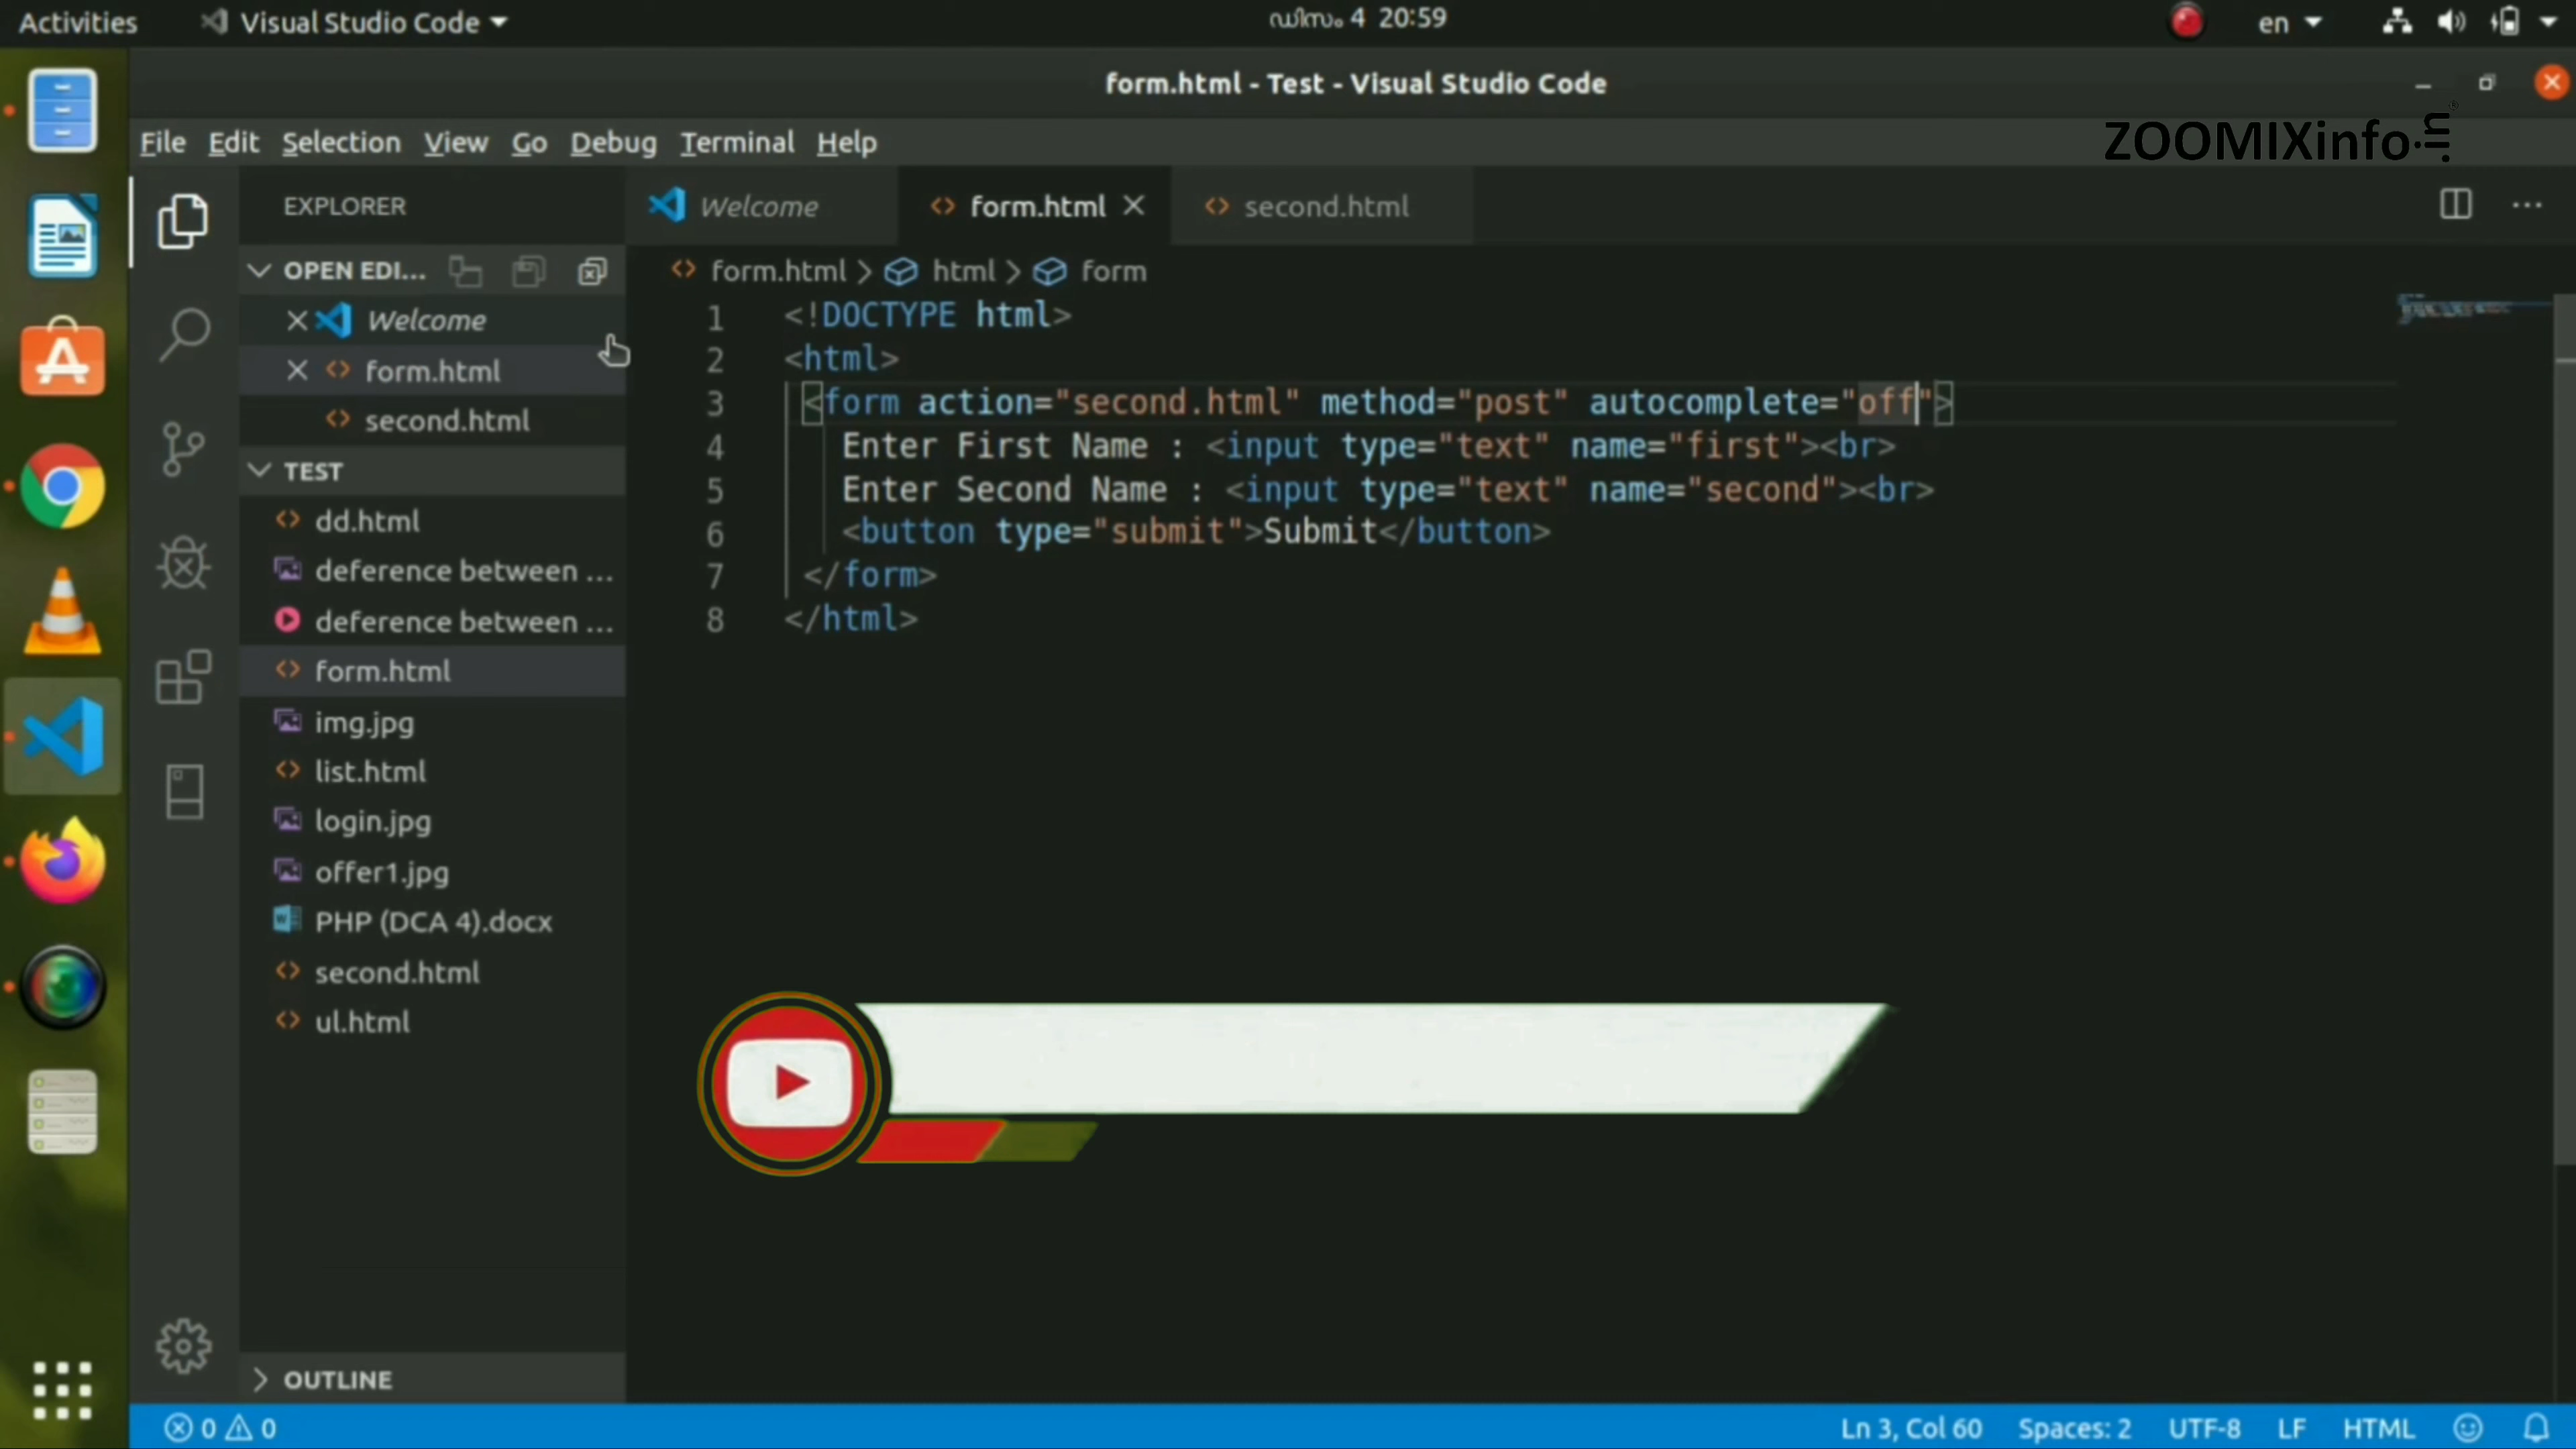 Activities Visual Studio Code ഡിസം 4 20:59 en
form.html - Test - Visual Studio Code
ZOOMIXinfo.in®
File Edit Selection View Go Debug Terminal Help
EXPLORER
OPEN EDI...
Welcome
form.html
second.html
TEST
dd.html
deference between ...
deference between ...
form.html
img.jpg
list.html
login.jpg
offer1.jpg
PHP (DCA 4).docx
second.html
ul.html
OUTLINE
Welcome form.html second.html
form.html > html > form
1 <!DOCTYPE html>
2 <html>
3 <form action="second.html" method="post" autocomplete="off">
4 Enter First Name : <input type="text" name="first"><br>
5 Enter Second Name : <input type="text" name="second"><br>
6 <button type="submit">Submit</button>
7 </form>
8 </html>
0 0 Ln 3, Col 60 Spaces: 2 UTF-8 LF HTML